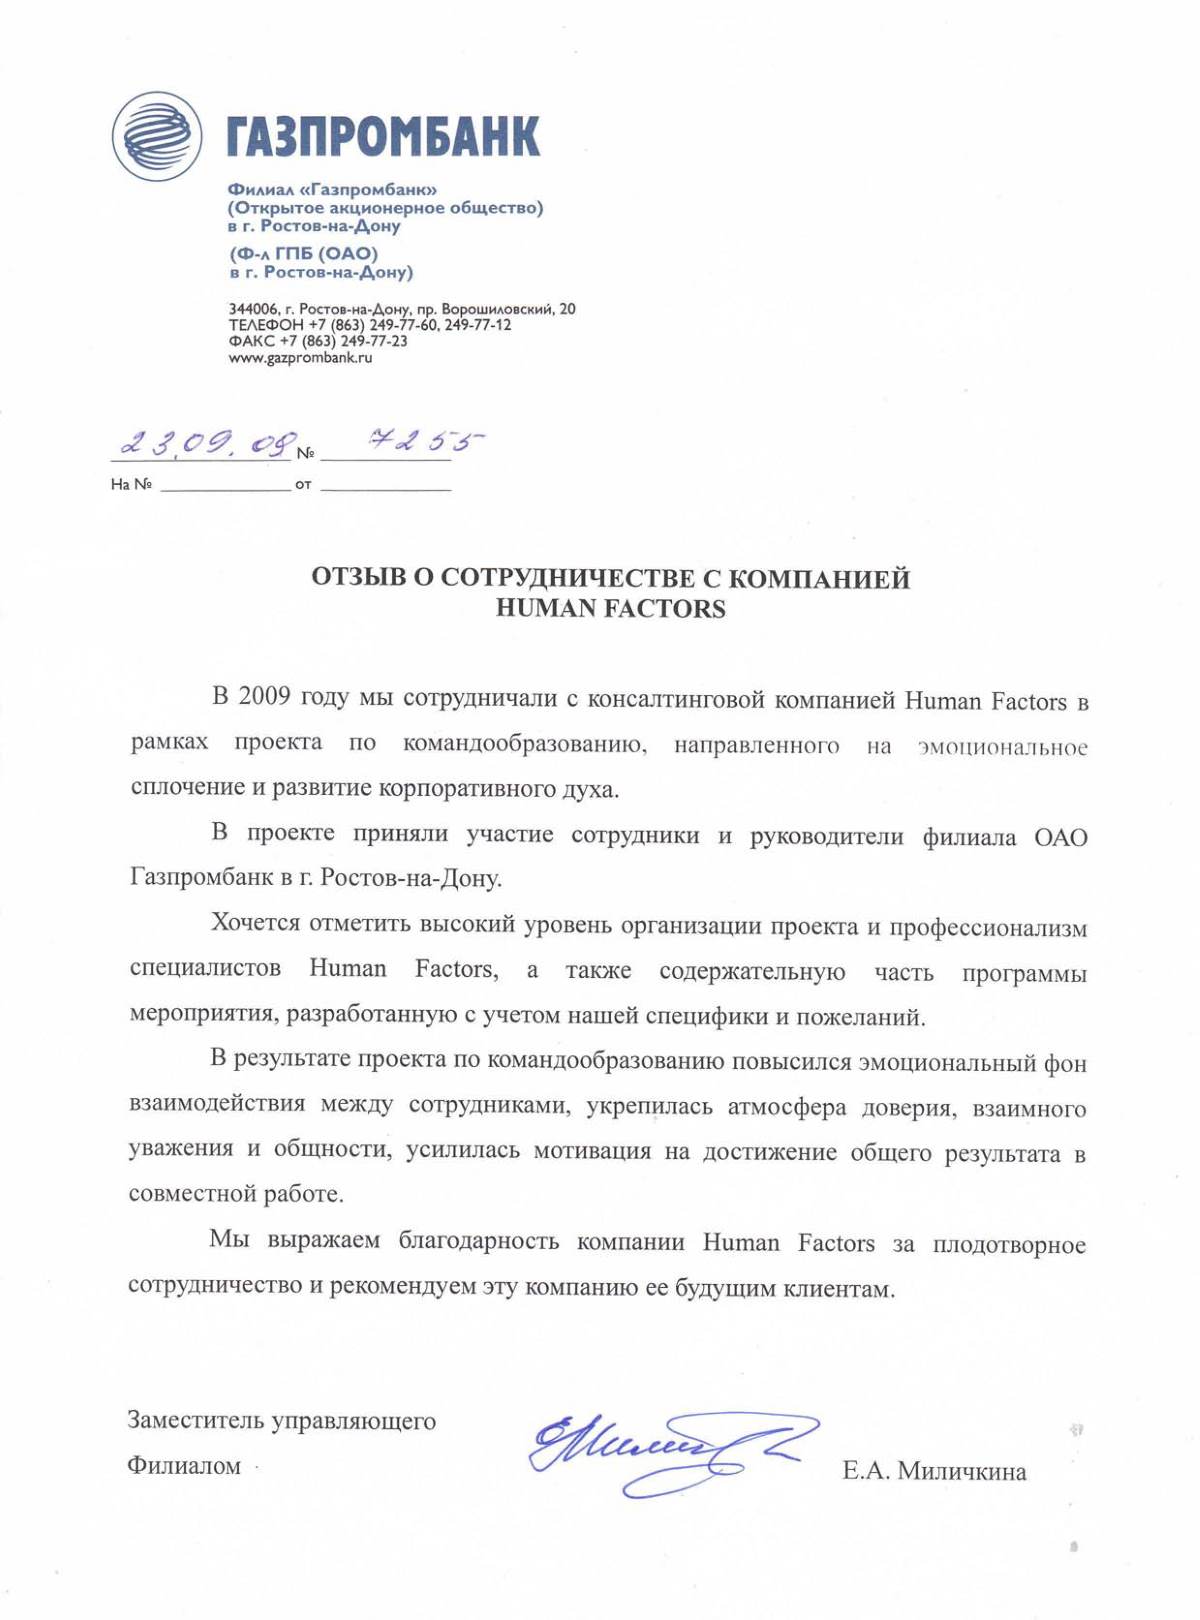 ГАЗПРОМБАНК
Филиал «Газпромбанк»
(Открытое акционерное общество)
в г. Ростов-на-Дону
(Ф-л ГПБ (ОАО)
в г. Ростов-на-Дону)
344006, г. Ростов-на-Дону, пр. Ворошиловский, 20
ТЕЛЕФОН +7 (863) 249-77-60, 249-77-12
ФАКС +7 (863) 249-77-23
www.gazprombank.ru
23.09.09 № 7255
На № от
ОТЗЫВ О СОТРУДНИЧЕСТВЕ С КОМПАНИЕЙ
HUMAN FACTORS
В 2009 году мы сотрудничали с консалтинговой компанией Human Factors в
рамках проекта по командообразованию, направленного на эмоциональное
сплочение и развитие корпоративного духа.
В проекте приняли участие сотрудники и руководители филиала ОАО
Газпромбанк в г. Ростов-на-Дону.
Хочется отметить высокий уровень организации проекта и профессионализм
специалистов Human Factors, а также содержательную часть программы
мероприятия, разработанную с учетом нашей специфики и пожеланий.
В результате проекта по командообразованию повысился эмоциональный фон
взаимодействия между сотрудниками, укрепилась атмосфера доверия, взаимного
уважения и общности, усилилась мотивация на достижение общего результата в
совместной работе.
Мы выражаем благодарность компании Human Factors за плодотворное
сотрудничество и рекомендуем эту компанию ее будущим клиентам.
Заместитель управляющего
Филиалом Е.А. Миличкина